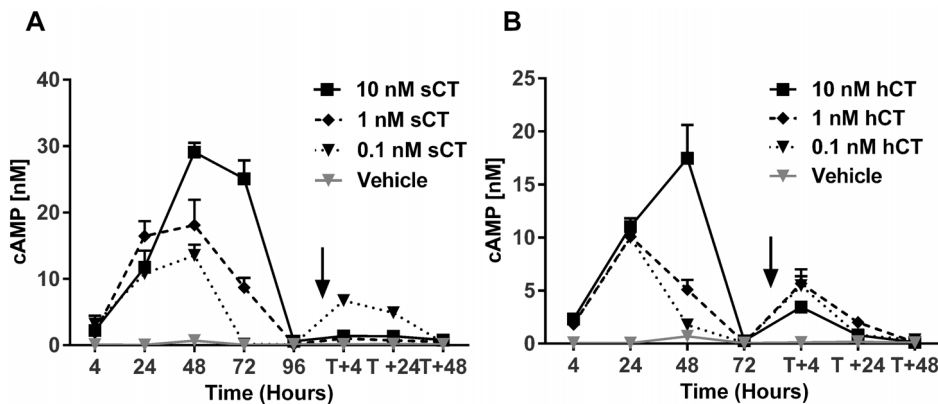 A
cAMP [nM]
40
30
20
10
0
10 nM sCT
1 nM sCT
0.1 nM sCT
Vehicle
4 24 48 72 96 T+4 T +24 T+48
Time (Hours)
B
cAMP [nM]
25
20
15
10
5
0
10 nM hCT
1 nM hCT
0.1 nM hCT
Vehicle
4 24 48 72 T+4 T +24 T+48
Time (Hours)